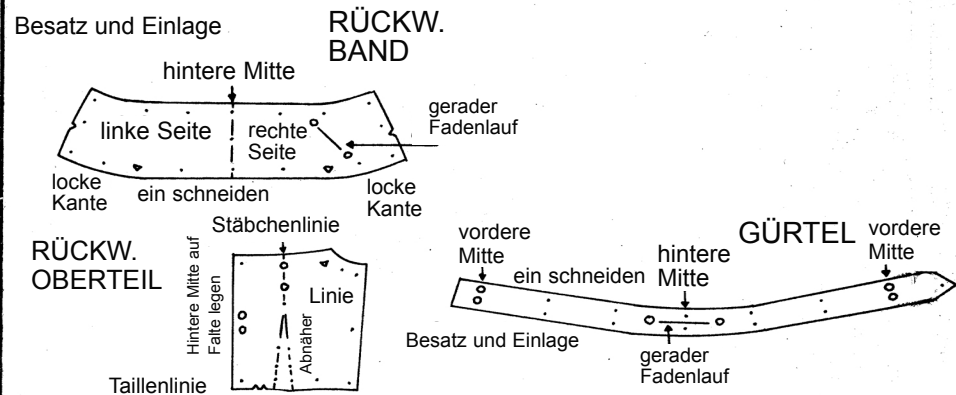 Besatz und Einlage
RÜCKW.
BAND
hintere Mitte
gerader
Fadenlauf
linke Seite
rechte
Seite
locke
Kante
ein schneiden
locke
Kante
RÜCKW.
OBERTEIL
Stäbchenlinie
Hintere Mitte auf
Falte legen
Linie
Abnäher
Taillenlinie
GÜRTEL
vordere
Mitte
ein schneiden
hintere
Mitte
vordere
Mitte
Besatz und Einlage
gerader
Fadenlauf